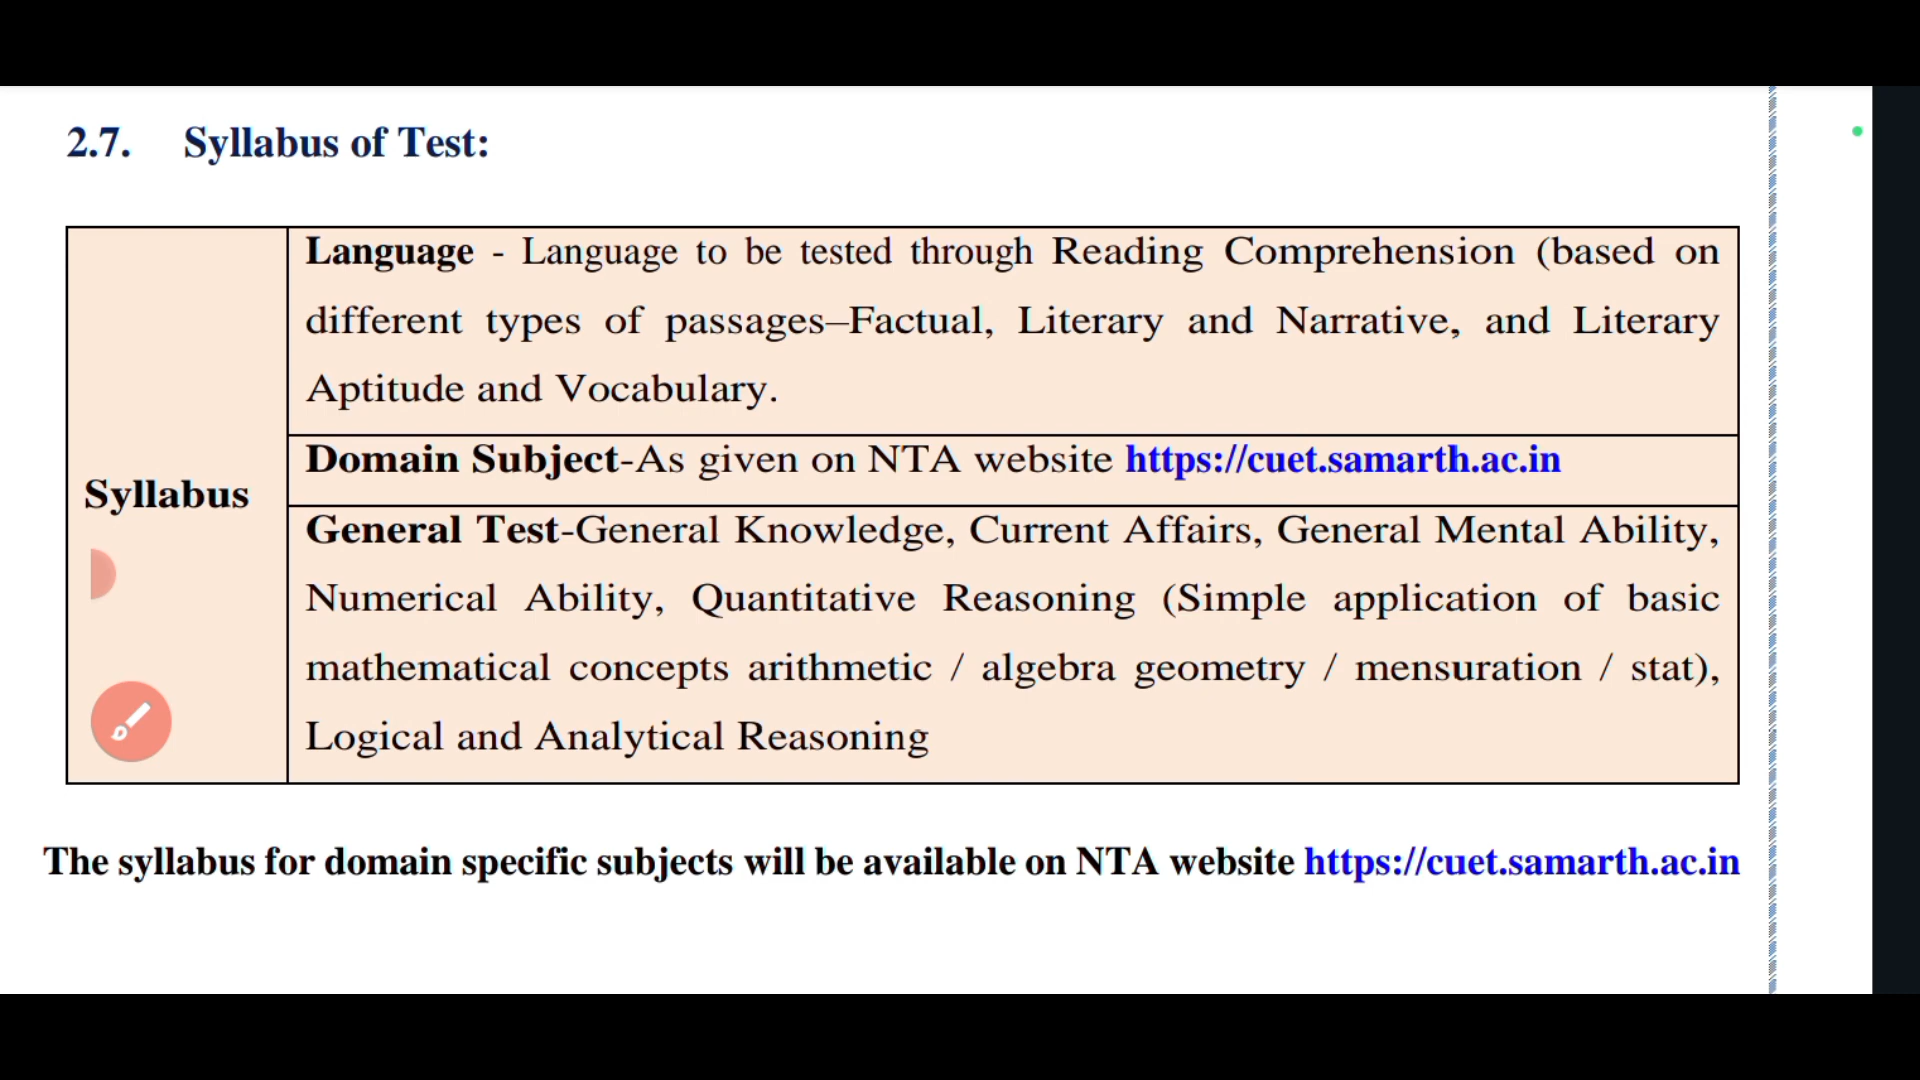 2.7. Syllabus of Test:
Language - Language to be tested through Reading Comprehension (based on
different types of passages–Factual, Literary and Narrative, and Literary
Aptitude and Vocabulary.
Syllabus
Domain Subject-As given on NTA website https://cuet.samarth.ac.in
General Test-General Knowledge, Current Affairs, General Mental Ability,
Numerical Ability, Quantitative Reasoning (Simple application of basic
mathematical concepts arithmetic / algebra geometry / mensuration / stat),
Logical and Analytical Reasoning
The syllabus for domain specific subjects will be available on NTA website https://cuet.samarth.ac.in